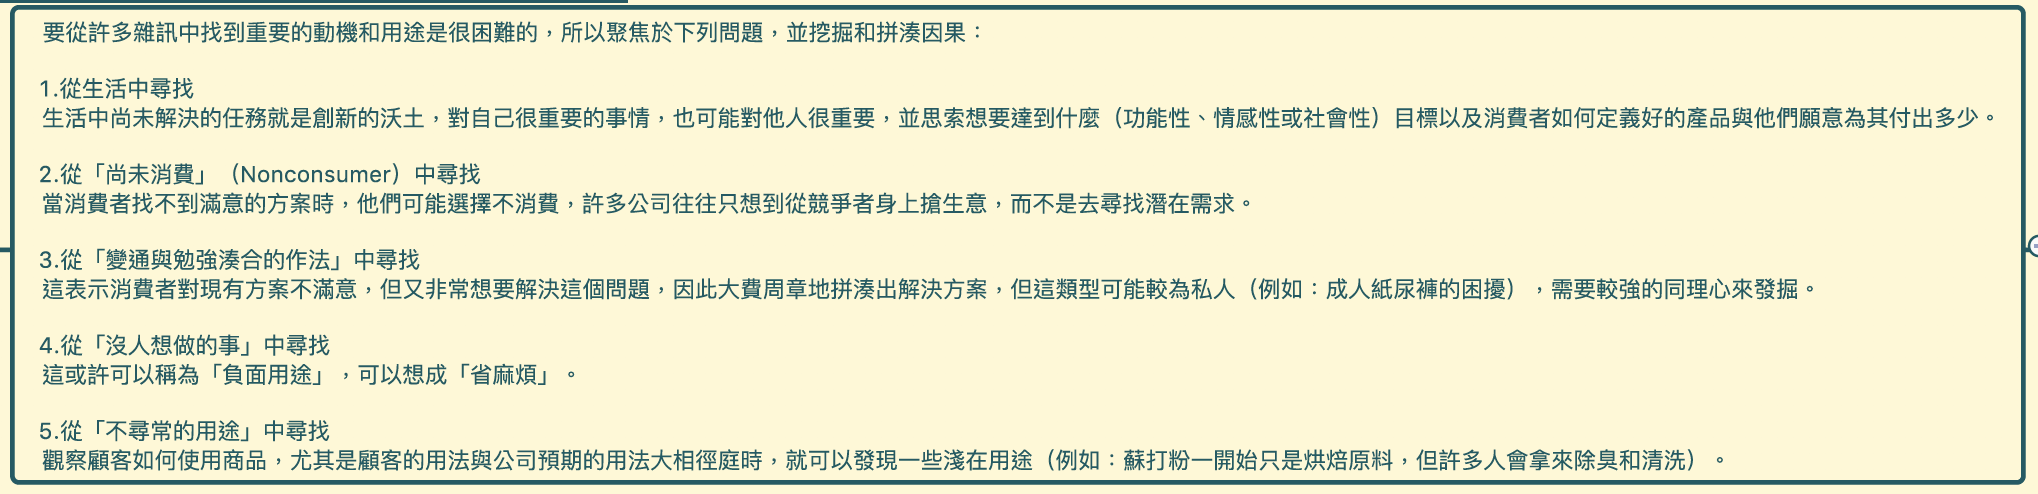 要從許多雜訊中找到重要的動機和用途是很困難的，所以聚焦於下列問題，並挖掘和拼湊因果：
1.從生活中尋找
生活中尚未解決的任務就是創新的沃土，對自己很重要的事情，也可能對他人很重要，並思索想要達到什麼（功能性、情感性或社會性）目標以及消費者如何定義好的產品與他們願意為其付出多少。
2.從「尚未消費」（Nonconsumer）中尋找
當消費者找不到滿意的方案時，他們可能選擇不消費，許多公司往往只想到從競爭者身上搶生意，而不是去尋找潛在需求。
3.從「變通與勉強湊合的作法」中尋找
這表示消費者對現有方案不滿意，但又非常想要解決這個問題，因此大費周章地拼湊出解決方案，但這類型可能較為私人（例如：成人紙尿褲的困擾），需要較強的同理心來發掘。
4.從「沒人想做的事」中尋找
這或許可以稱為「負面用途」，可以想成「省麻煩」。
5.從「不尋常的用途」中尋找
觀察顧客如何使用商品，尤其是顧客的用法與公司預期的用法大相徑庭時，就可以發現一些淺在用途（例如：蘇打粉一開始只是烘焙原料，但許多人會拿來除臭和清洗）。